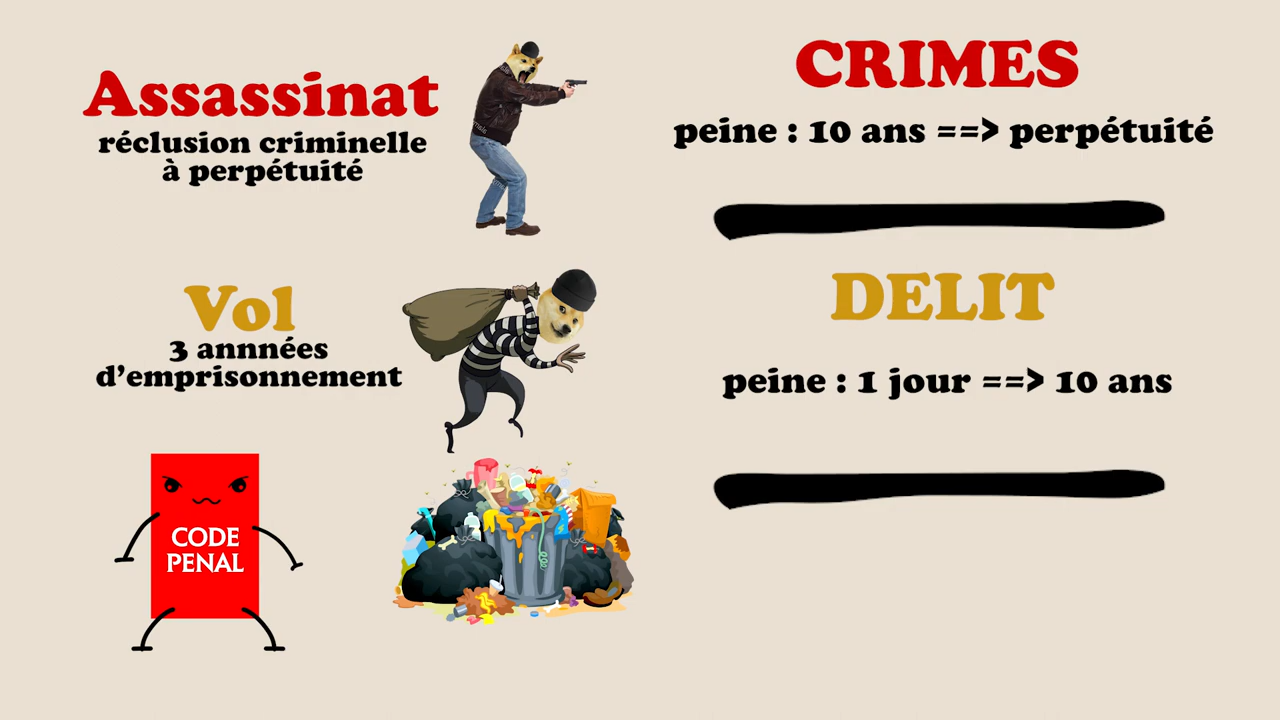 Assassinat
réclusion criminelle
à perpétuité
CRIMES
peine : 10 ans ==> perpétuité
Vol
3 annnées
d'emprisonnement
DELIT
peine : 1 jour ==> 10 ans
CODE
PENAL